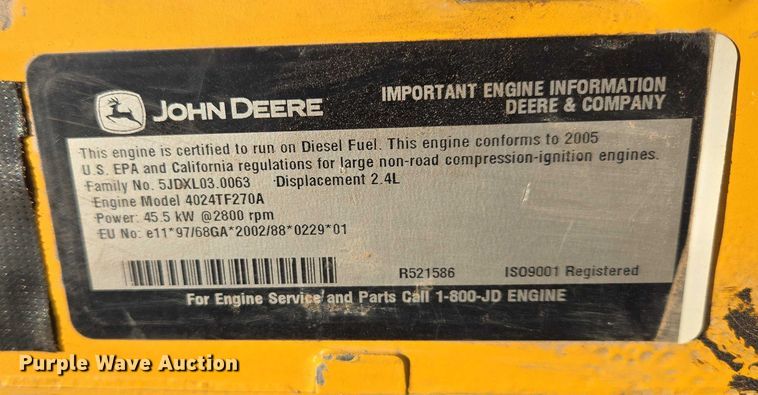 JOHN DEERE
IMPORTANT ENGINE INFORMATION
DEERE & COMPANY
This engine is certified to run on Diesel Fuel. This engine conforms to 2005
U.S. EPA and California regulations for large non-road compression-ignition engines.
Family No. 5JDXL03.0063 Displacement 2.4L
Engine Model 4024TF270A
Power: 45.5 kW @2800 rpm
EU No: e11*97/68GA*2002/88*0229*01
R521586 ISO9001 Registered
For Engine Service and Parts Call 1-800-JD ENGINE
Purple Wave Auction